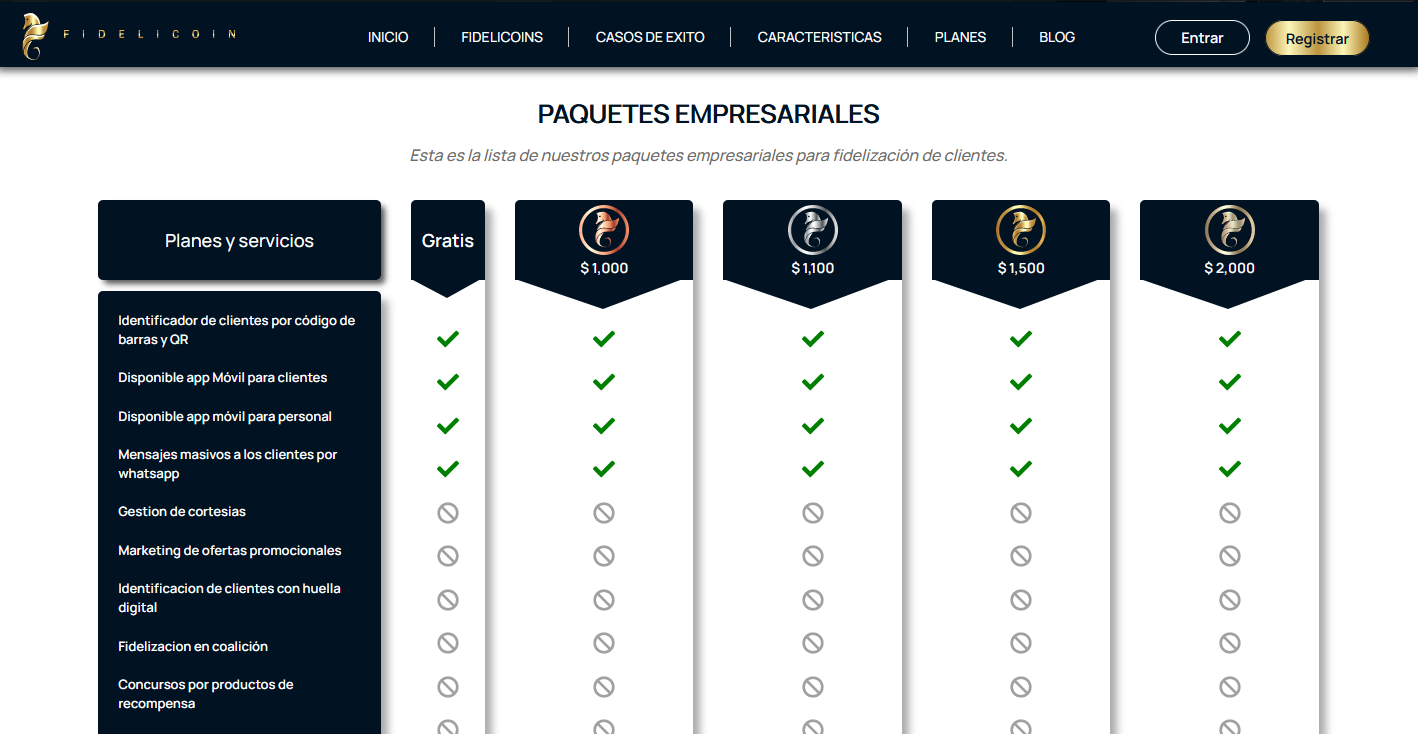 FIDELICOIN
INICIO
FIDELICOINS
CASOS DE EXITO
CARACTERISTICAS
PLANES
BLOG
Entrar
Registrar
PAQUETES EMPRESARIALES
Esta es la lista de nuestros paquetes empresariales para fidelización de clientes.
Planes y servicios
Gratis
$ 1,000
$ 1,100
$ 1,500
$ 2,000
Identificador de clientes por código de
barras y QR
Disponible app Móvil para clientes
Disponible app móvil para personal
Mensajes masivos a los clientes por
whatsapp
Gestion de cortesias
Marketing de ofertas promocionales
Identificacion de clientes con huella
digital
Fidelizacion en coalición
Concursos por productos de
recompensa